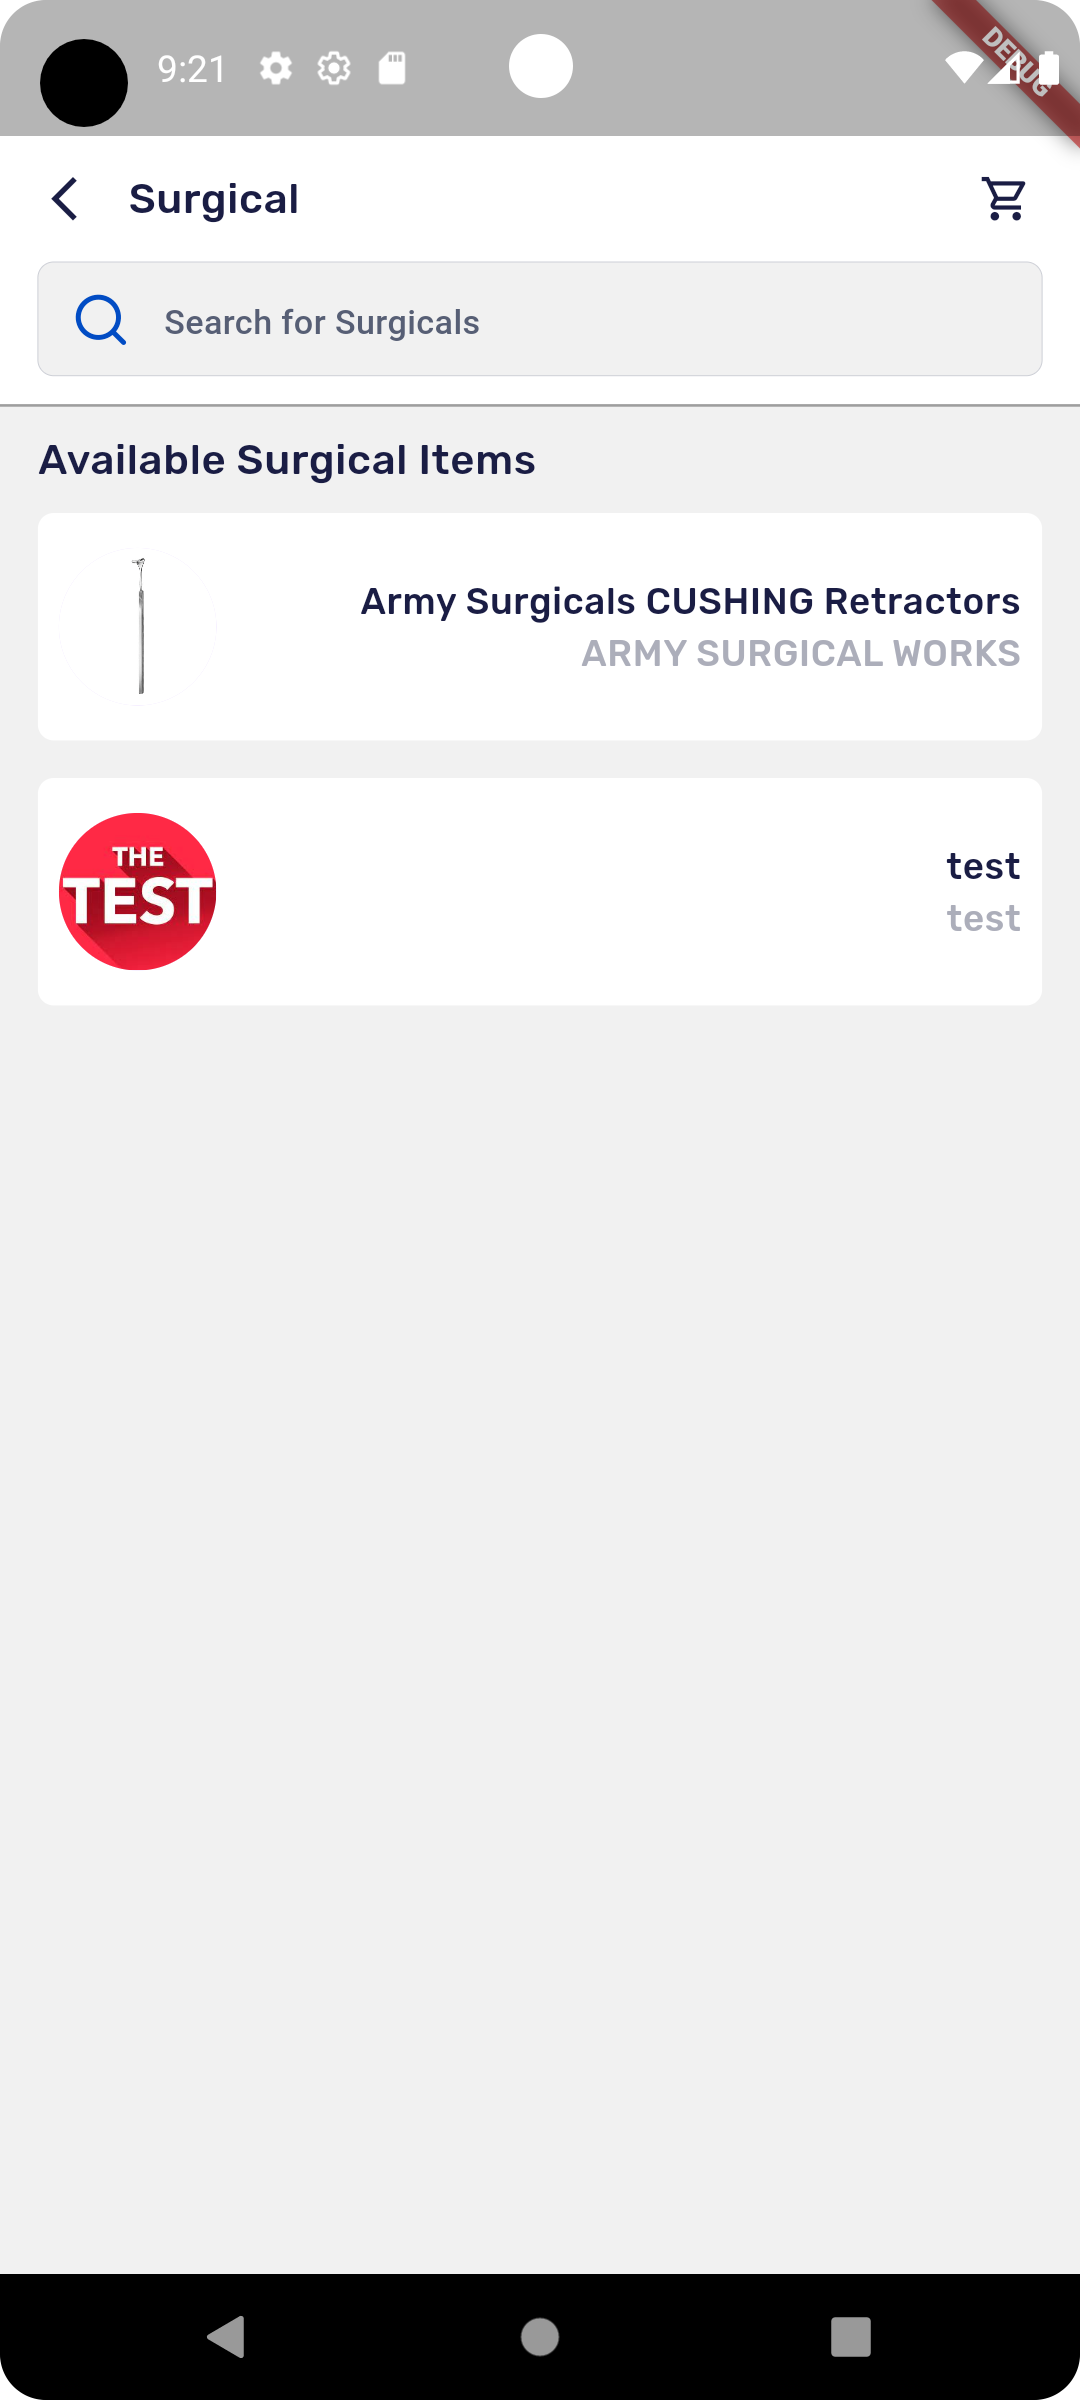 9:21
DEBUG
Surgical
Search for Surgicals
Available Surgical Items
Army Surgicals CUSHING Retractors
ARMY SURGICAL WORKS
THE
TEST
test
test